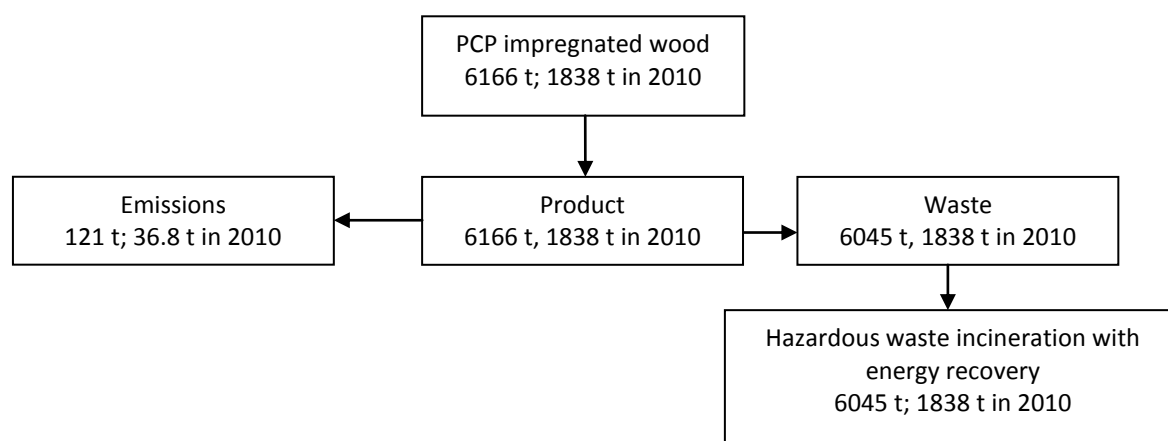 PCP impregnated wood
6166 t; 1838 t in 2010
Emissions
121 t; 36.8 t in 2010
Product
6166 t, 1838 t in 2010
Waste
6045 t, 1838 t in 2010
Hazardous waste incineration with
energy recovery
6045 t; 1838 t in 2010